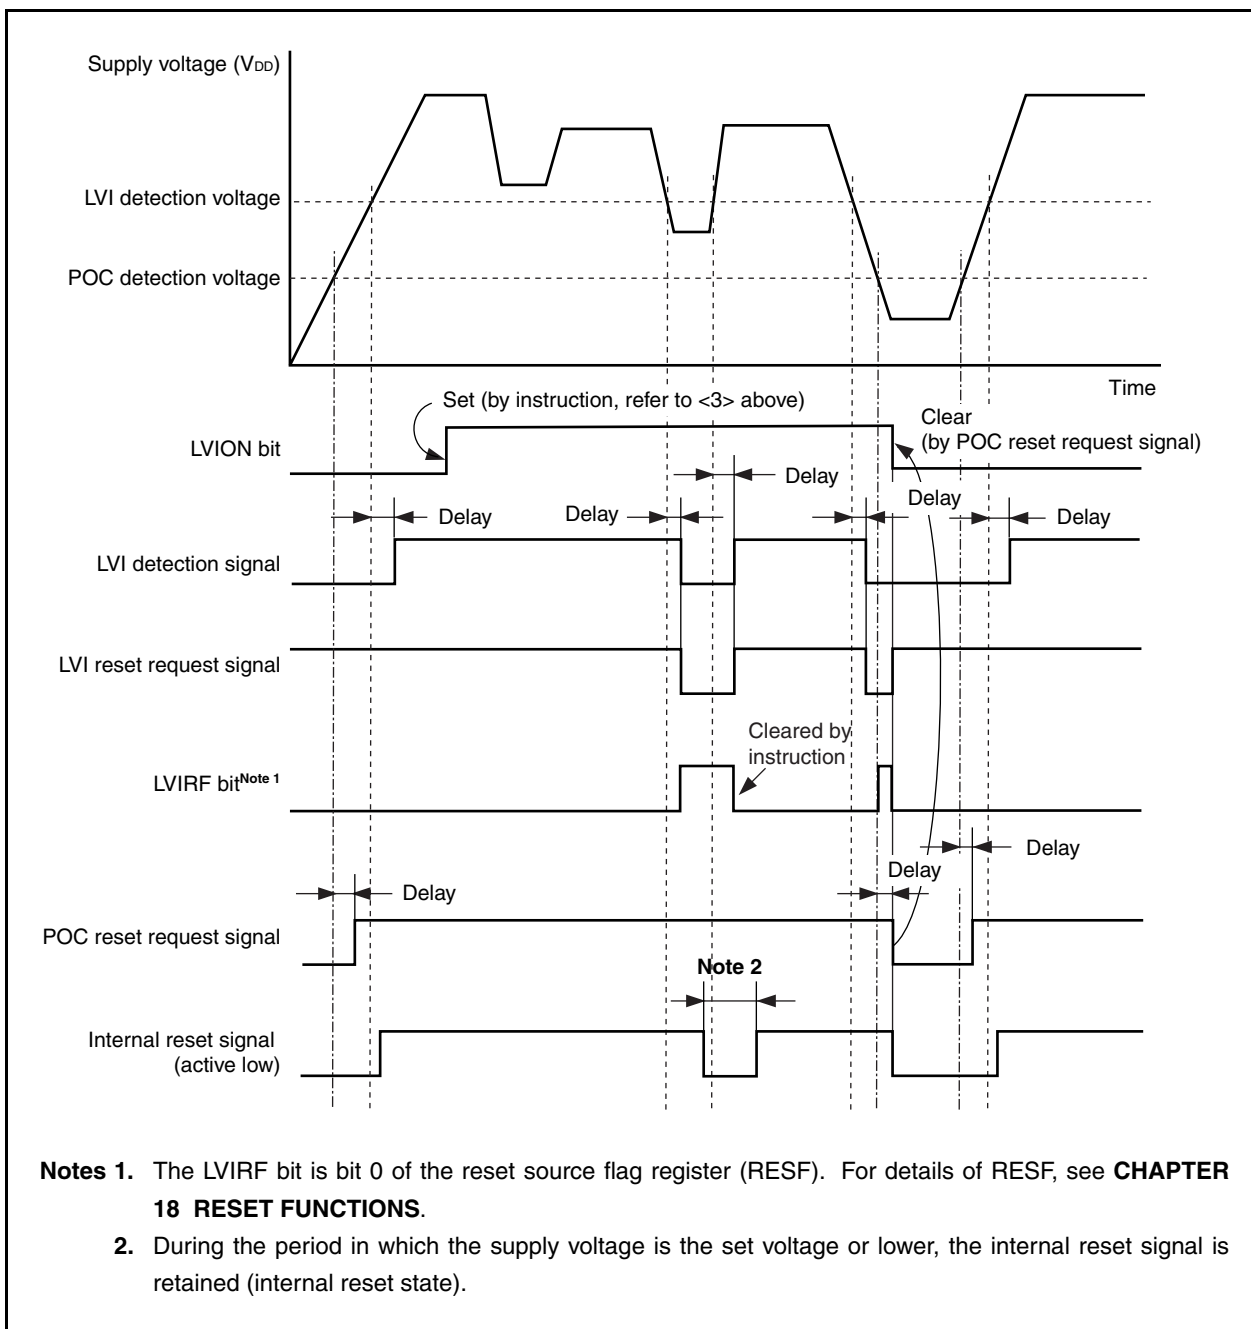 Supply voltage (VDD)
LVI detection voltage
POC detection voltage
Time
Set (by instruction, refer to <3> above)
Clear
(by POC reset request signal)
LVION bit
Delay
Delay
Delay
Delay
Delay
LVI detection signal
LVI reset request signal
Cleared by
instruction
LVIRF bitNote 1
Delay
Delay
Delay
POC reset request signal
Note 2
Internal reset signal
(active low)
Notes 1. The LVIRF bit is bit 0 of the reset source flag register (RESF). For details of RESF, see CHAPTER
18 RESET FUNCTIONS.
2. During the period in which the supply voltage is the set voltage or lower, the internal reset signal is
retained (internal reset state).